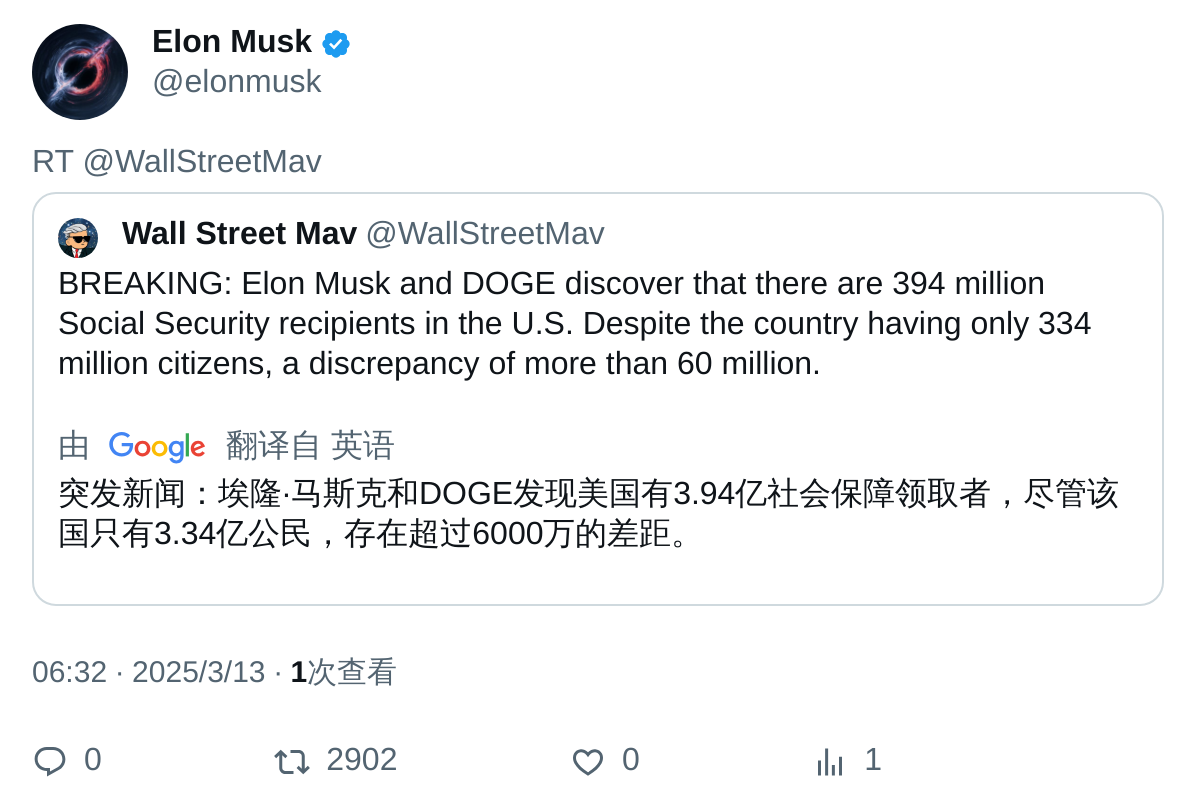 Elon Musk
@elonmusk
RT @WallStreetMav
Wall Street Mav @WallStreetMav
BREAKING: Elon Musk and DOGE discover that there are 394 million
Social Security recipients in the U.S. Despite the country having only 334
million citizens, a discrepancy of more than 60 million.
由 Google 翻译自 英语
突发新闻：埃隆·马斯克和DOGE发现美国有3.94亿社会保障领取者，尽管该
国只有3.34亿公民，存在超过6000万的差距。
06:32 · 2025/3/13 · 1次查看
0 2902 0 1